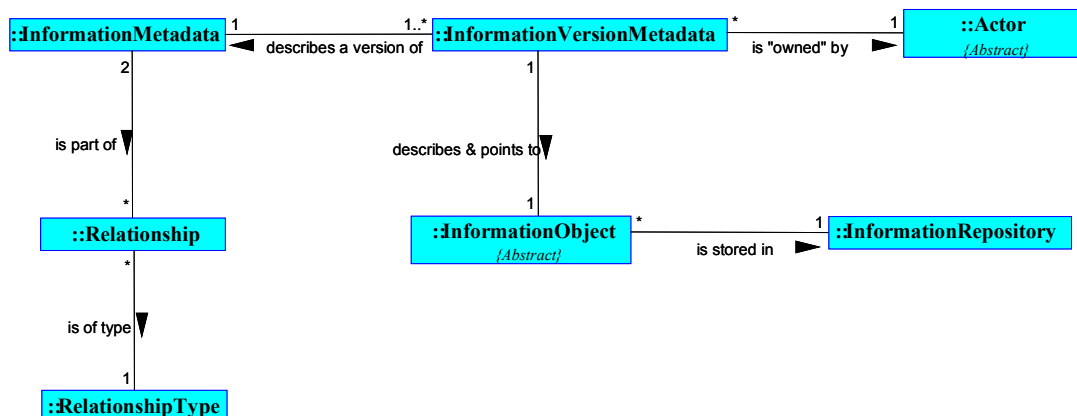 1 1..* * 1
::InformationMetadata describes a version of ::InformationVersionMetadata is "owned" by ::Actor
{Abstract}
2 1
is part of describes & points to
* 1 * 1
::Relationship ::InformationObject is stored in ::InformationRepository
{Abstract}
*
is of type
1
::RelationshipType